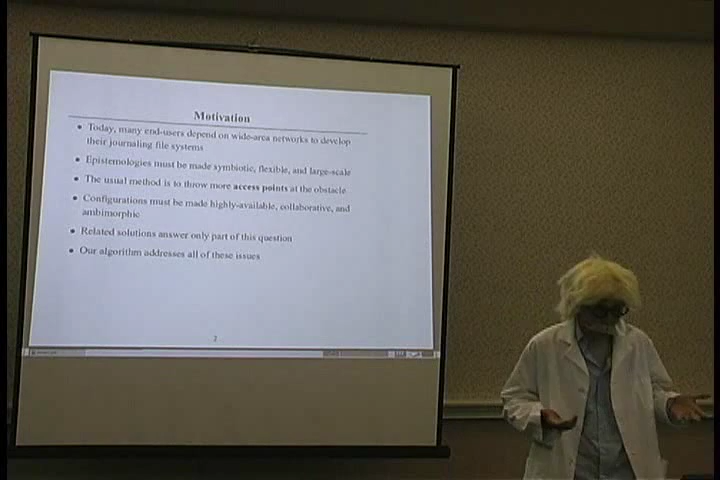 Motivation
• Today, many end-users depend on wide-area networks to develop
their journaling file systems
• Epistemologies must be made symbiotic, flexible, and large-scale
• The usual method is to throw more access points at the obstacle
• Configurations must be made highly-available, collaborative, and
ambimorphic
• Related solutions answer only part of this question
• Our algorithm addresses all of these issues
2